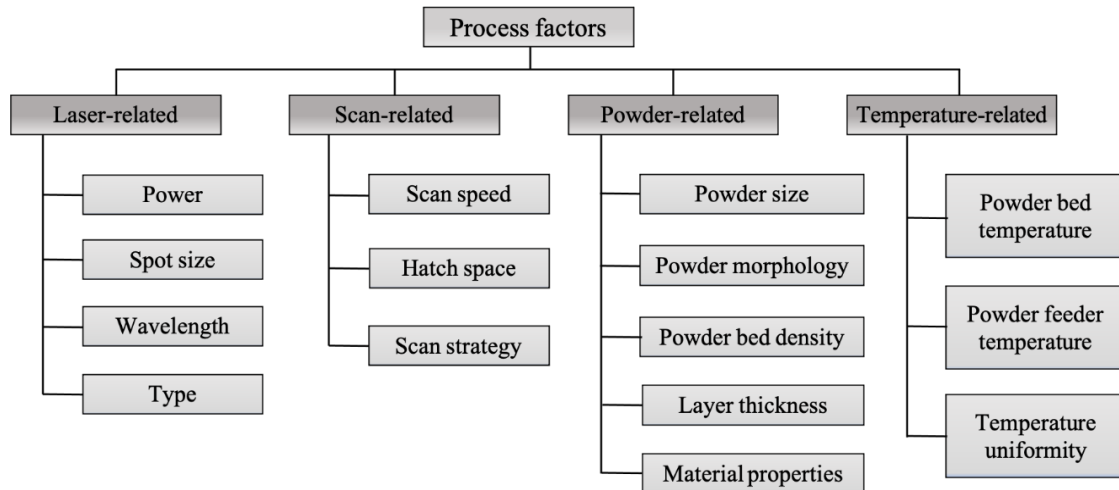 Process factors
Laser-related
Power
Spot size
Wavelength
Type
Scan-related
Scan speed
Hatch space
Scan strategy
Powder-related
Powder size
Powder morphology
Powder bed density
Layer thickness
Material properties
Temperature-related
Powder bed
temperature
Powder feeder
temperature
Temperature
uniformity